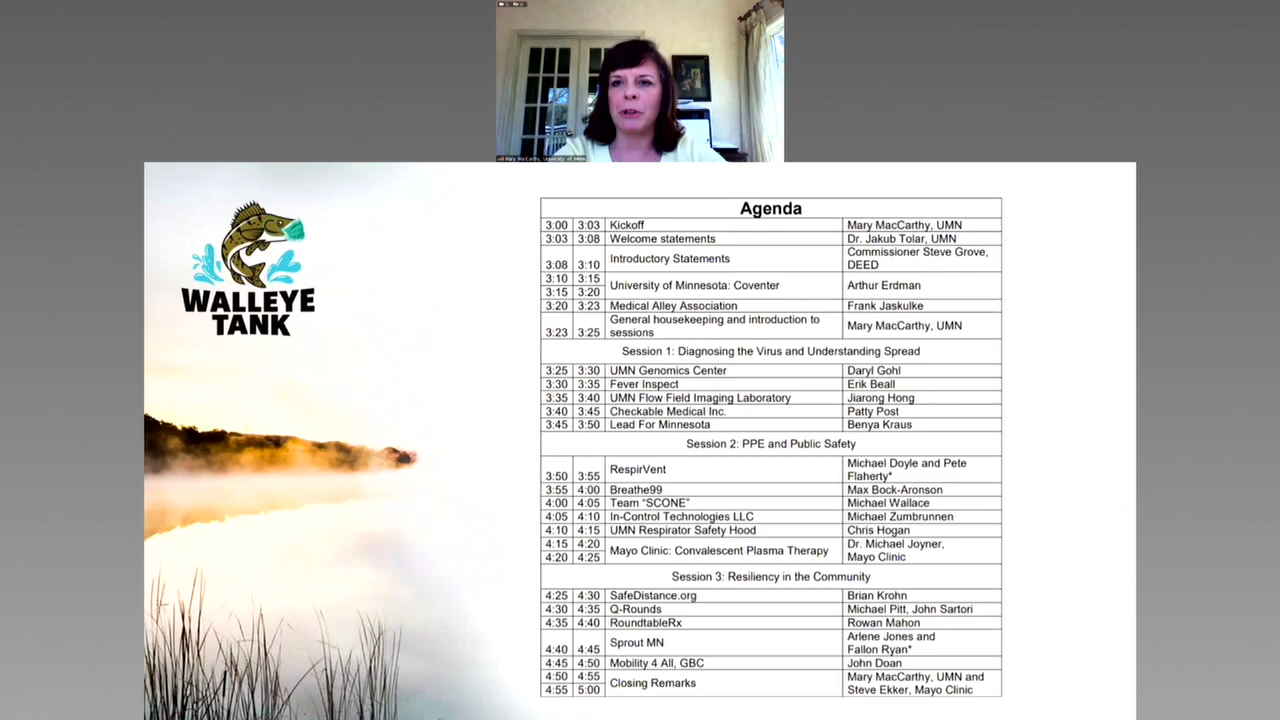 Mary MacCarthy, University of Minn
WALLEYE
TANK
Agenda
3:00 3:03 Kickoff Mary MacCarthy, UMN
3:03 3:08 Welcome statements Dr. Jakub Tolar, UMN
3:08 3:10 Introductory Statements Commissioner Steve Grove,
DEED
3:10 3:15
3:15 3:20 University of Minnesota: Coventer Arthur Erdman
3:20 3:23 Medical Alley Association Frank Jaskulke
3:23 3:25 General housekeeping and introduction to
sessions Mary MacCarthy, UMN
Session 1: Diagnosing the Virus and Understanding Spread
3:25 3:30 UMN Genomics Center Daryl Gohl
3:30 3:35 Fever Inspect Erik Beall
3:35 3:40 UMN Flow Field Imaging Laboratory Jiarong Hong
3:40 3:45 Checkable Medical Inc. Patty Post
3:45 3:50 Lead For Minnesota Benya Kraus
Session 2: PPE and Public Safety
3:50 3:55 RespirVent Michael Doyle and Pete
Flaherty*
3:55 4:00 Breathe99 Max Bock-Aronson
4:00 4:05 Team “SCONE” Michael Wallace
4:05 4:10 In-Control Technologies LLC Michael Zumbrunnen
4:10 4:15 UMN Respirator Safety Hood Chris Hogan
4:15 4:20 Mayo Clinic: Convalescent Plasma Therapy Dr. Michael Joyner,
4:20 4:25 Mayo Clinic
Session 3: Resiliency in the Community
4:25 4:30 SafeDistance.org Brian Krohn
4:30 4:35 Q-Rounds Michael Pitt, John Sartori
4:35 4:40 RoundtableRx Rowan Mahon
4:40 4:45 Sprout MN Arlene Jones and
Fallon Ryan*
4:45 4:50 Mobility 4 All, GBC John Doan
4:50 4:55 Closing Remarks Mary MacCarthy, UMN and
4:55 5:00 Steve Ekker, Mayo Clinic